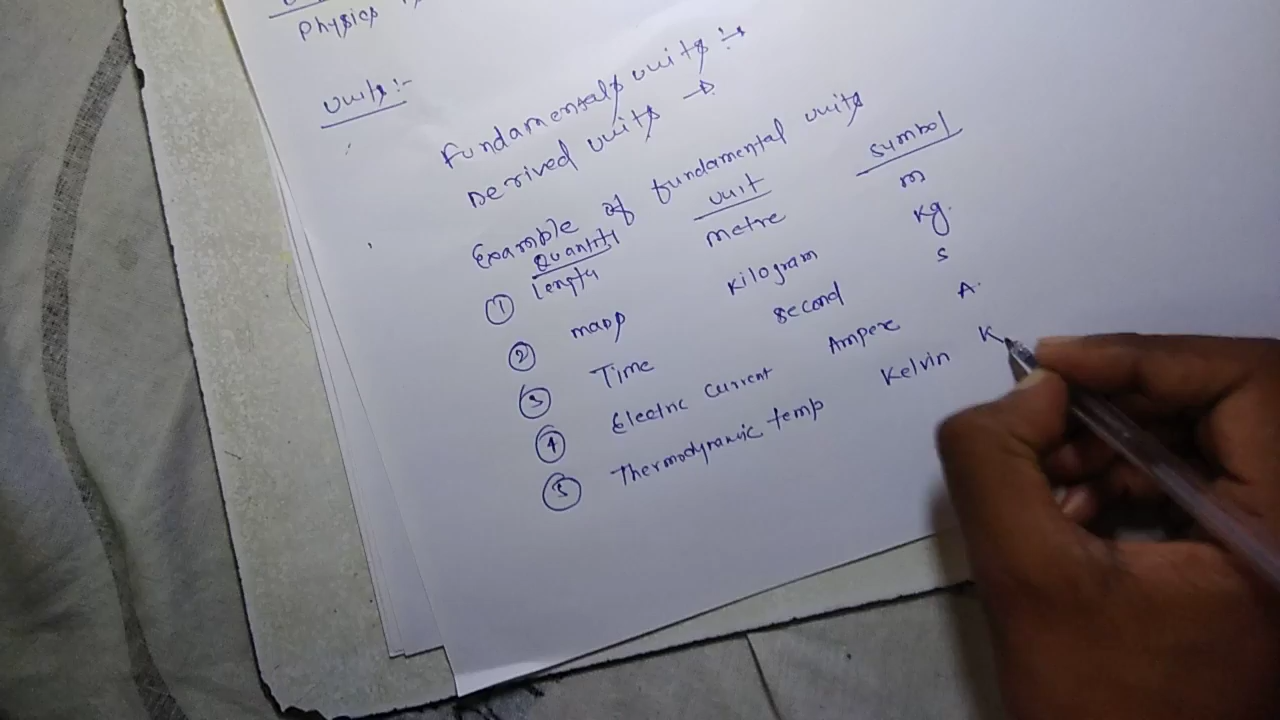 Physics
Units:-
Fundamentals units :→
Derived units →
Example of fundamental units
Quantity unit symbol
① length metre m
② mass kilogram kg.
③ Time second s
④ Electric current Ampere A.
⑤ Thermodynamic temp Kelvin K